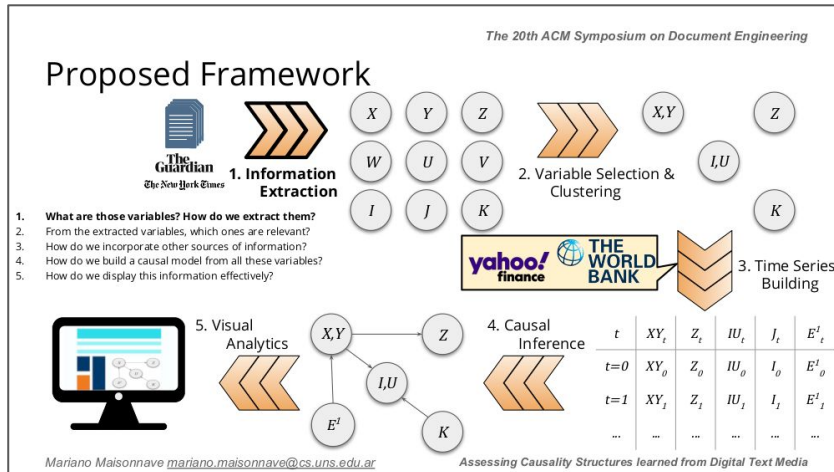 The 20th ACM Symposium on Document Engineering
Proposed Framework
The
Guardian
The New York Times
1. Information
Extraction
X Y Z
W U V
I J K
2. Variable Selection &
Clustering
X,Y Z
I,U
K
1. What are those variables? How do we extract them?
2. From the extracted variables, which ones are relevant?
3. How do we incorporate other sources of information?
4. How do we build a causal model from all these variables?
5. How do we display this information effectively?
yahoo!
finance
THE
WORLD
BANK
3. Time Series
Building
5. Visual
Analytics
X,Y Z
I,U
E¹ K
4. Causal
Inference
t XYₜ Zₜ IUₜ Jₜ E¹ₜ
t=0 XY₀ Z₀ IU₀ I₀ E¹₀
t=1 XY₁ Z₁ IU₁ I₁ E¹₁
... ... ... ... ... ...
Mariano Maisonnave mariano.maisonnave@cs.uns.edu.ar
Assessing Causality Structures learned from Digital Text Media